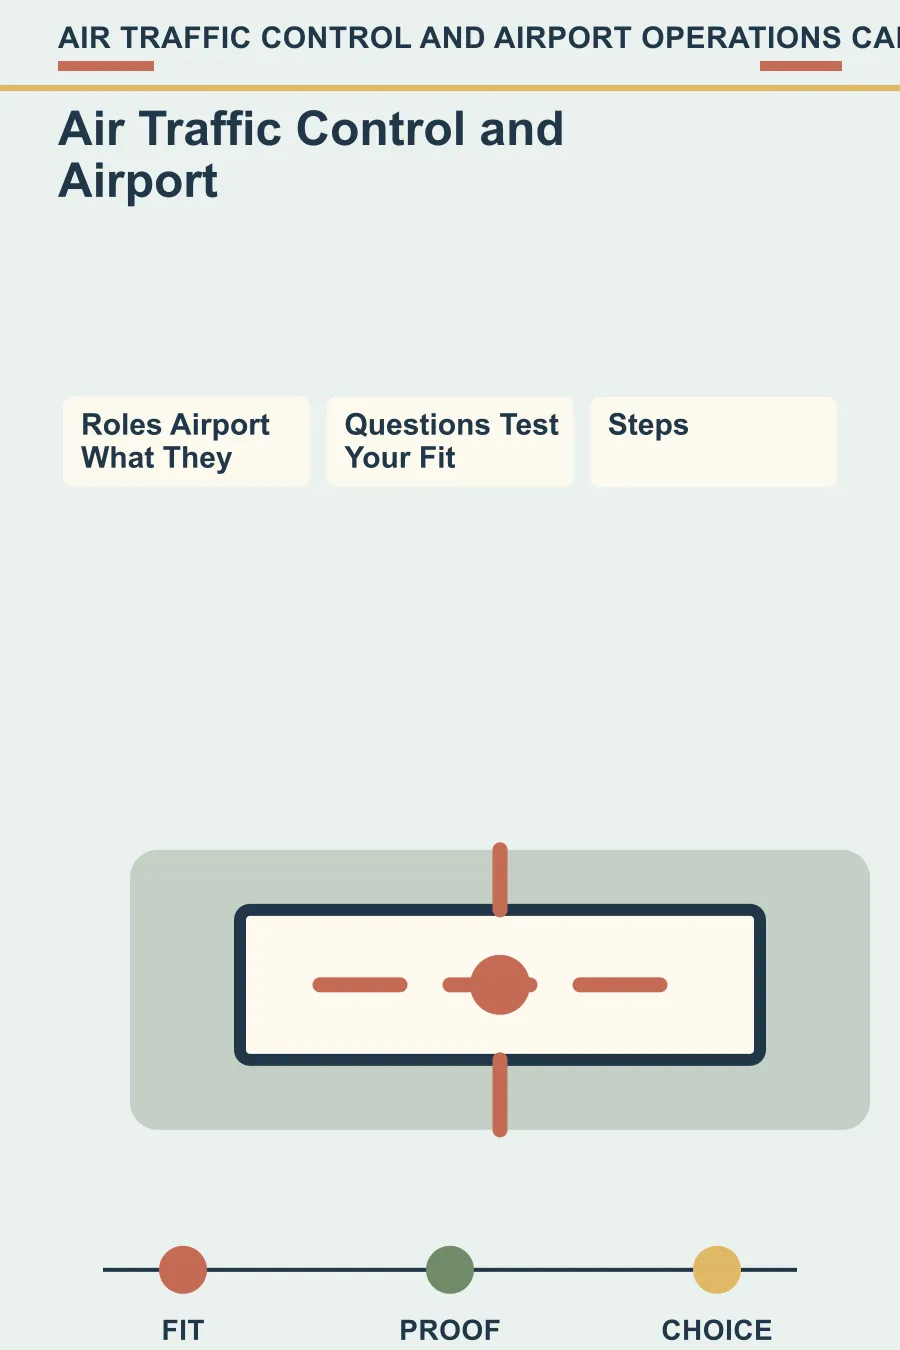 AIR TRAFFIC CONTROL AND AIRPORT OPERATIONS CA
Air Traffic Control and
Airport
Roles Airport
What They
Questions Test
Your Fit
Steps
FIT
PROOF
CHOICE